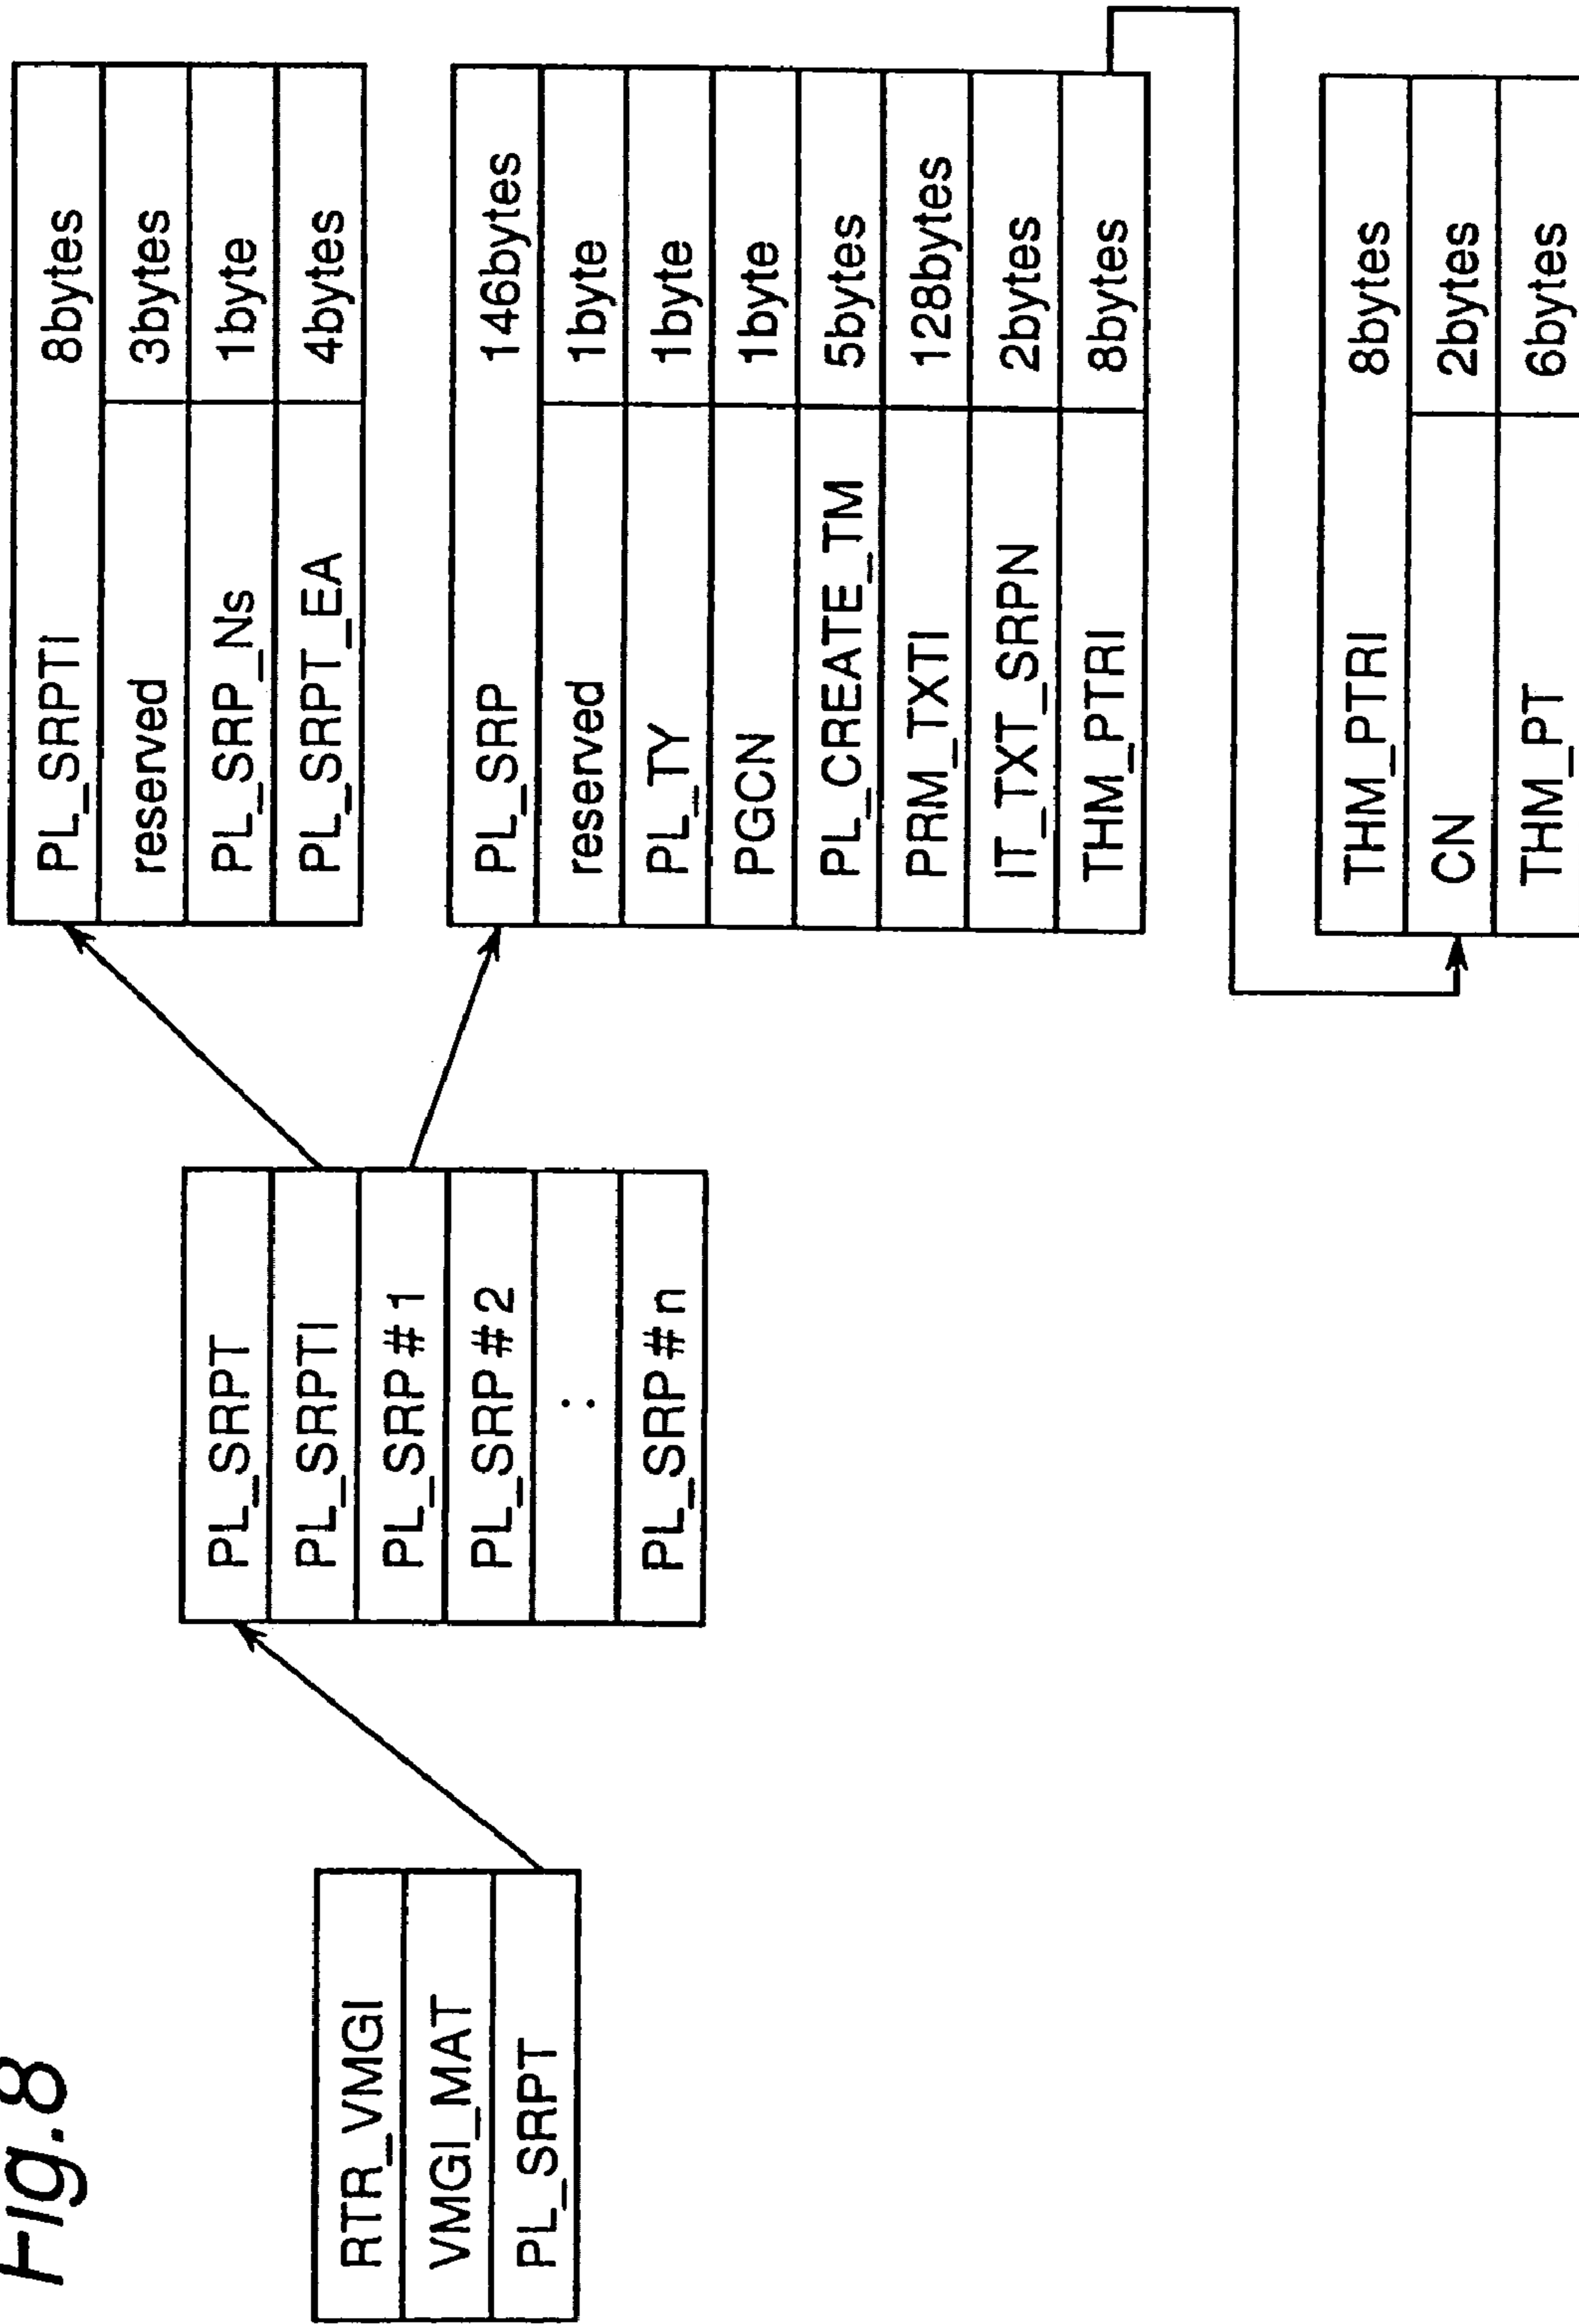 Fig.8
RTR_VMGI
VMGI_MAT
PL_SRPT
PL_SRPT
PL_SRPTI
PL_SRP#1
PL_SRP#2
:
PL_SRP#n
PL_SRPTI 8bytes
reserved 3bytes
PL_SRP_Ns 1byte
PL_SRPT_EA 4bytes
PL_SRP 146bytes
reserved 1byte
PL_TY 1byte
PGCN 1byte
PL_CREATE_TM 5bytes
PRM_TXTI 128bytes
IT_TXT_SRPN 2bytes
THM_PTRI 8bytes
THM_PTRI 8bytes
CN 2bytes
THM_PT 6bytes